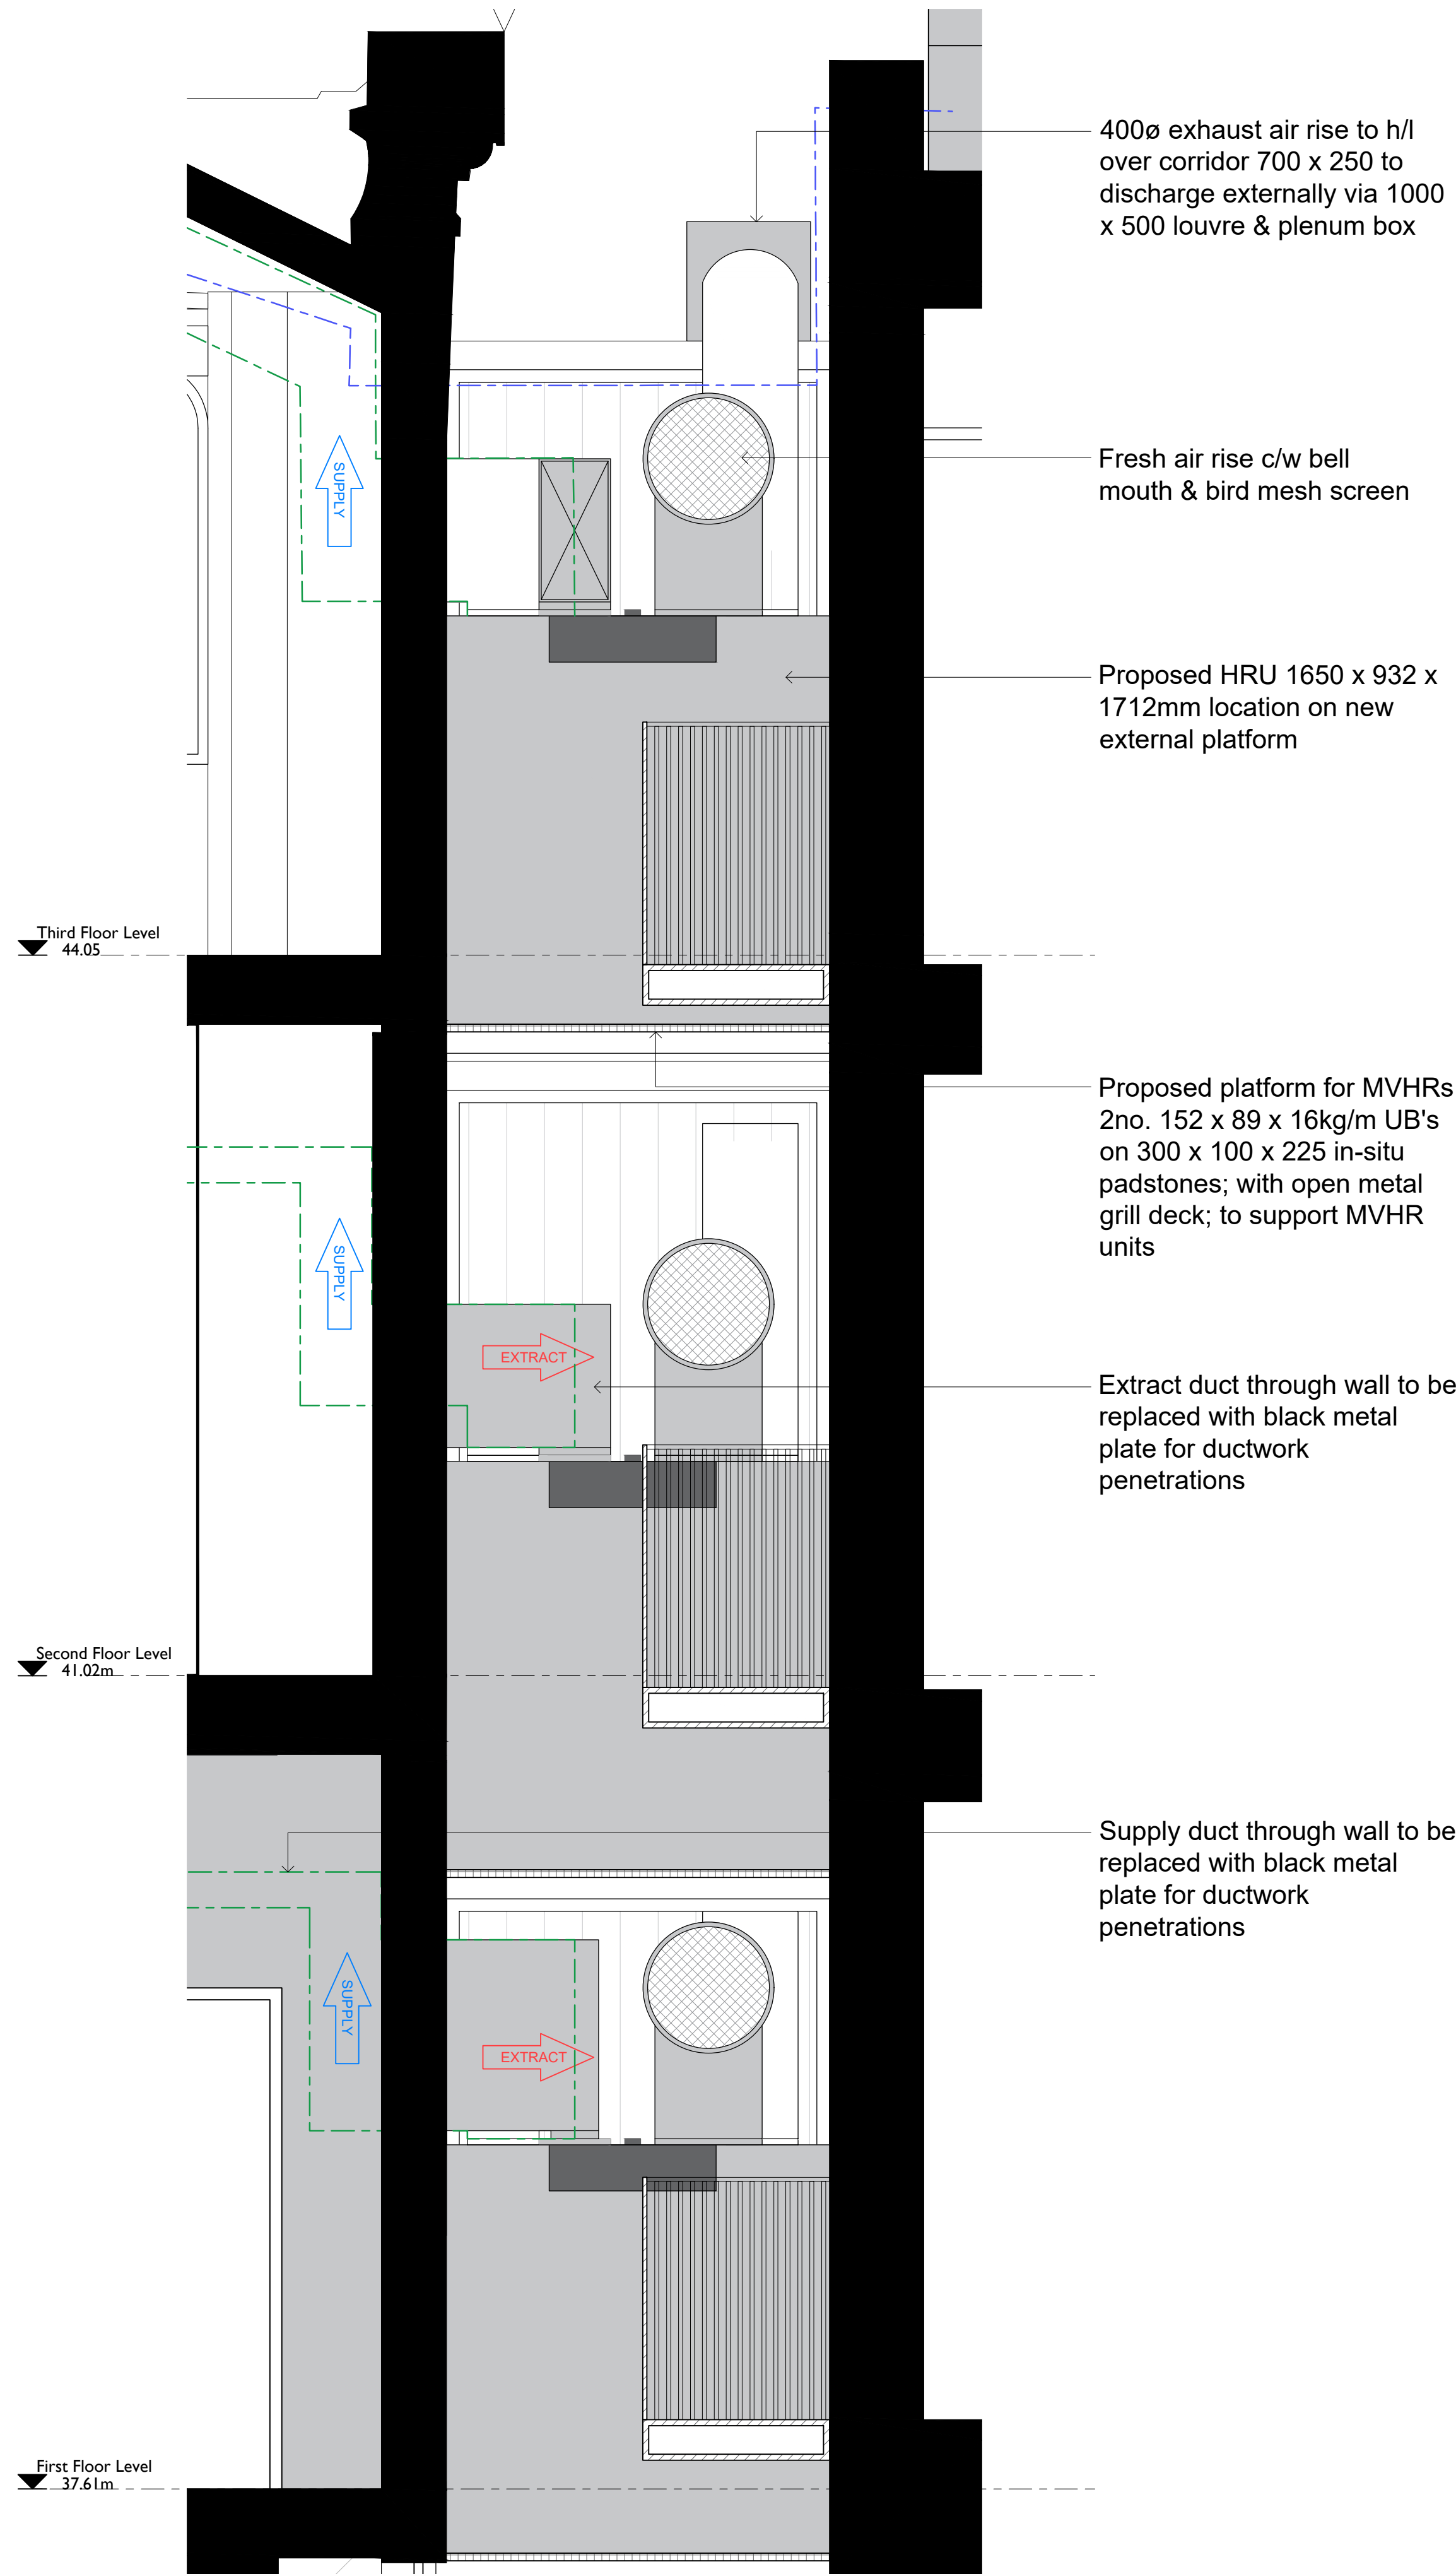 400ø exhaust air rise to h/l
over corridor 700 x 250 to
discharge externally via 1000
x 500 louvre & plenum box
SUPPLY
Fresh air rise c/w bell
mouth & bird mesh screen
Proposed HRU 1650 x 932 x
1712mm location on new
external platform
Third Floor Level
44.05
Proposed platform for MVHRs
2no. 152 x 89 x 16kg/m UB's
on 300 x 100 x 225 in-situ
padstones; with open metal
grill deck; to support MVHR
units
SUPPLY
EXTRACT
Extract duct through wall to be
replaced with black metal
plate for ductwork
penetrations
Second Floor Level
41.02m
Supply duct through wall to be
replaced with black metal
plate for ductwork
penetrations
SUPPLY
EXTRACT
First Floor Level
37.61m